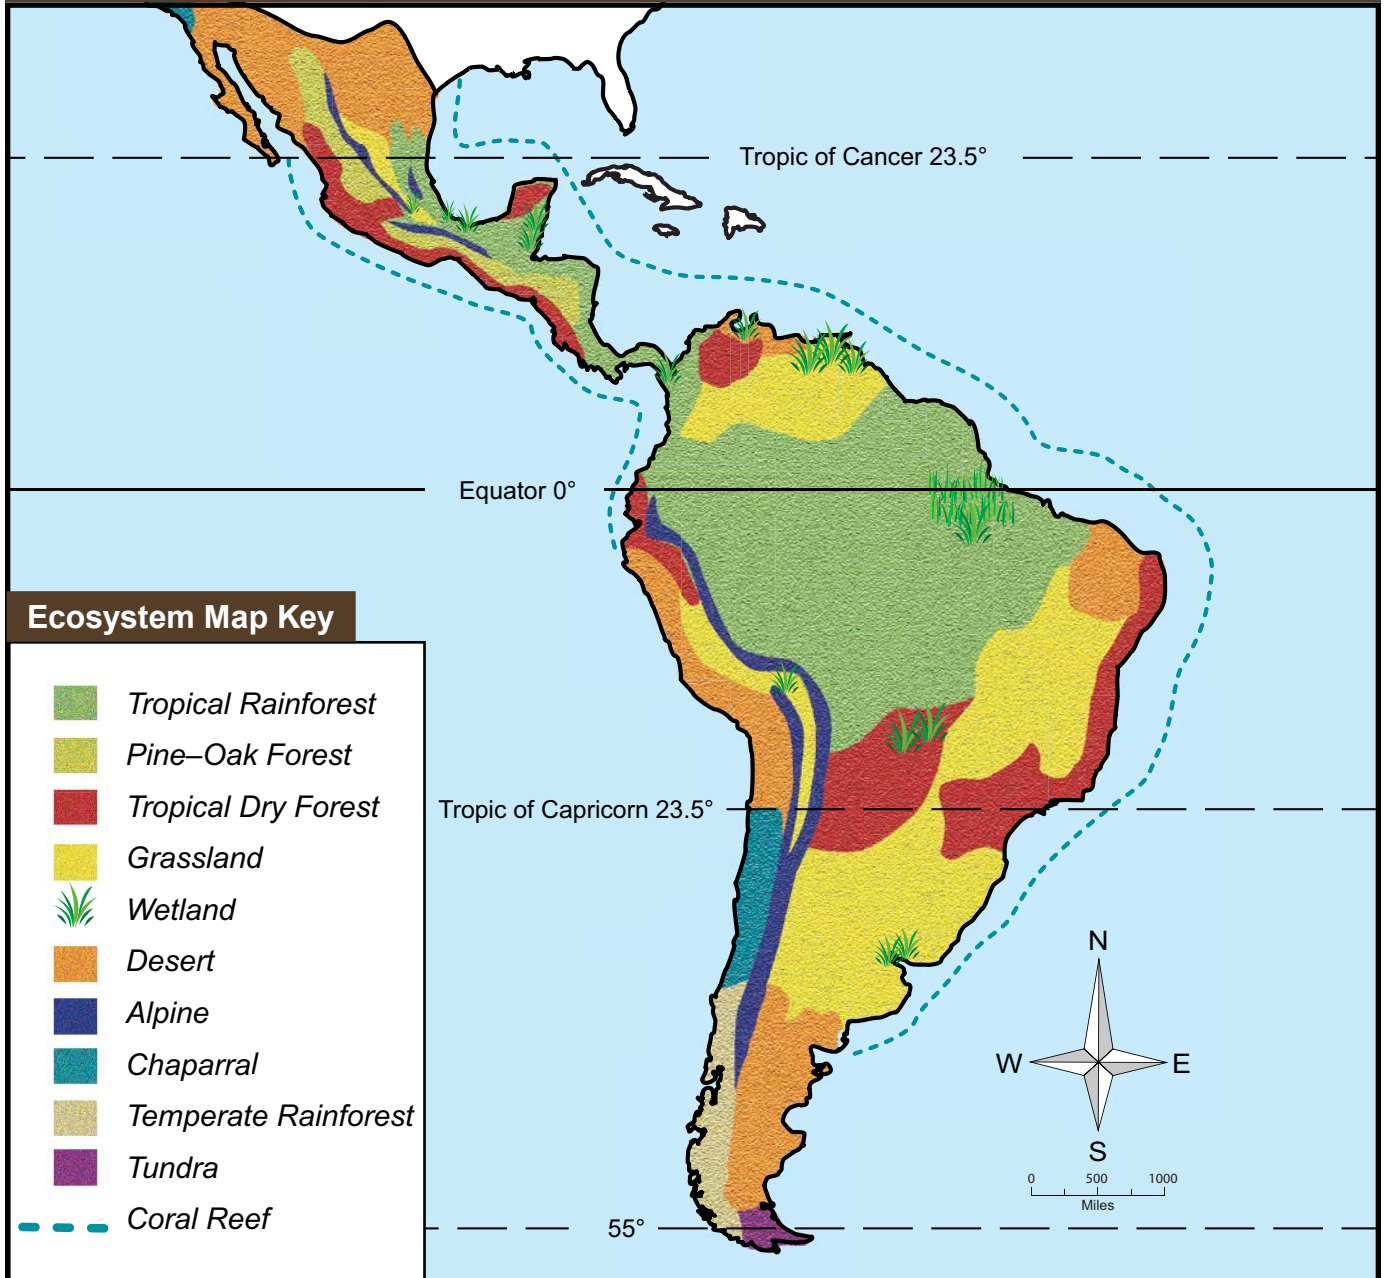 Tropic of Cancer 23.5°
Equator 0°
Ecosystem Map Key
Tropical Rainforest
Pine–Oak Forest
Tropical Dry Forest
Tropic of Capricorn 23.5°
Grassland
Wetland
Desert
Alpine
Chaparral
Temperate Rainforest
Tundra
Coral Reef
N
W E
S
0 500 1000
Miles
55°